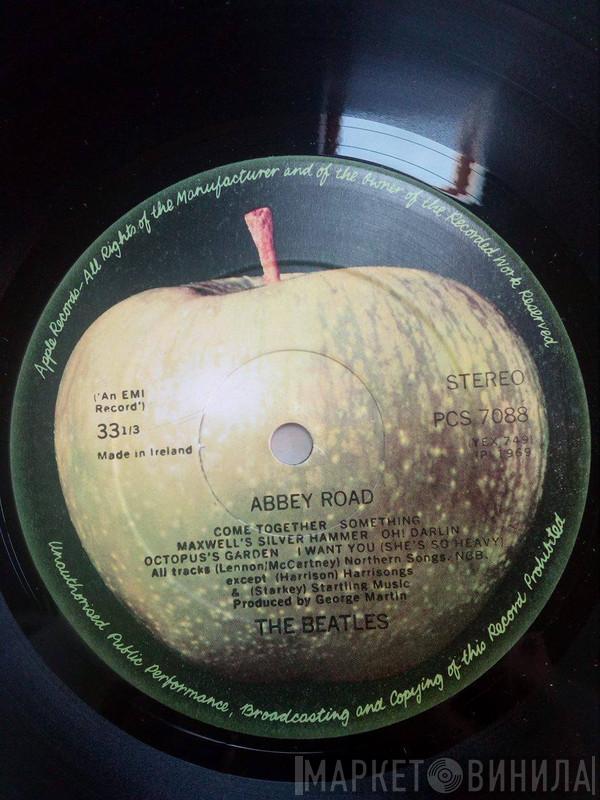 Apple Records-All Rights of the Manufacturer and of the Owner of the Recorded Work Reserved
STEREO
('An EMI
Record')
PCS 7088
33 1/3
YEX 749
(P) 1969
Made in Ireland
ABBEY ROAD
COME TOGETHER SOMETHING
MAXWELL'S SILVER HAMMER OH! DARLIN
OCTOPUS'S GARDEN I WANT YOU (SHE'S SO HEAVY)
All tracks (Lennon/McCartney) Northern Songs. NCB.
except (Harrison) Harrisongs
& (Starkey) Startling Music
Produced by George Martin
THE BEATLES
Unauthorised Public Performance, Broadcasting and Copying of this Record Prohibited
МАРКЕТ ВИНИЛА